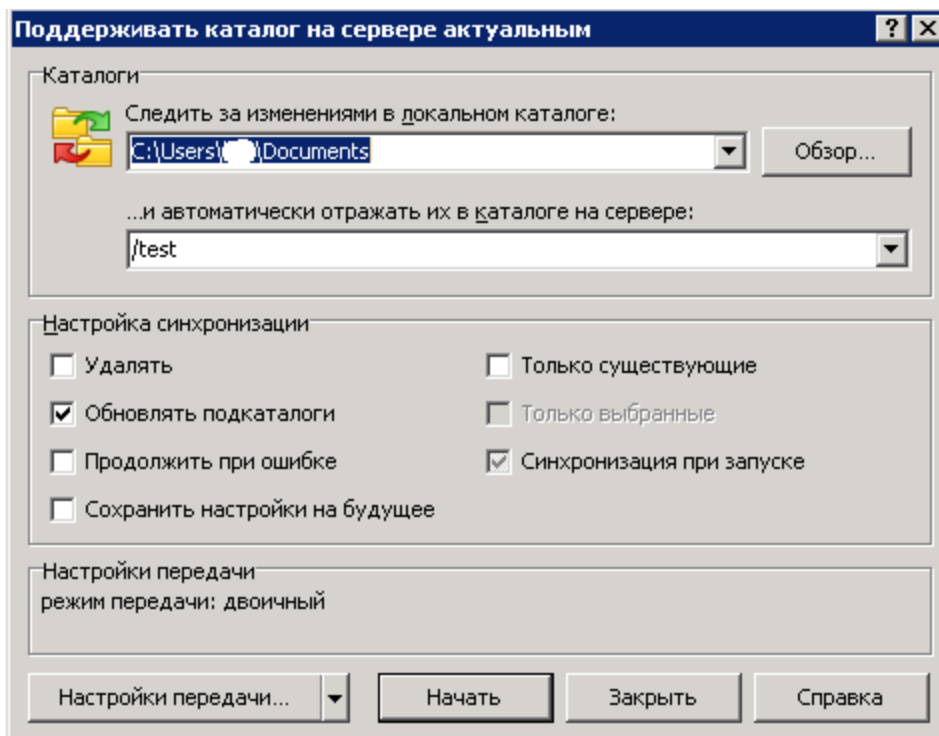 Поддерживать каталог на сервере актуальным
Каталоги
Следить за изменениями в локальном каталоге:
C:\Users\ \Documents
Обзор...
...и автоматически отражать их в каталоге на сервере:
/test
Настройка синхронизации
Удалять
Только существующие
Обновлять подкаталоги
Только выбранные
Продолжить при ошибке
Синхронизация при запуске
Сохранить настройки на будущее
Настройки передачи
режим передачи: двоичный
Настройки передачи...
Начать
Закрыть
Справка